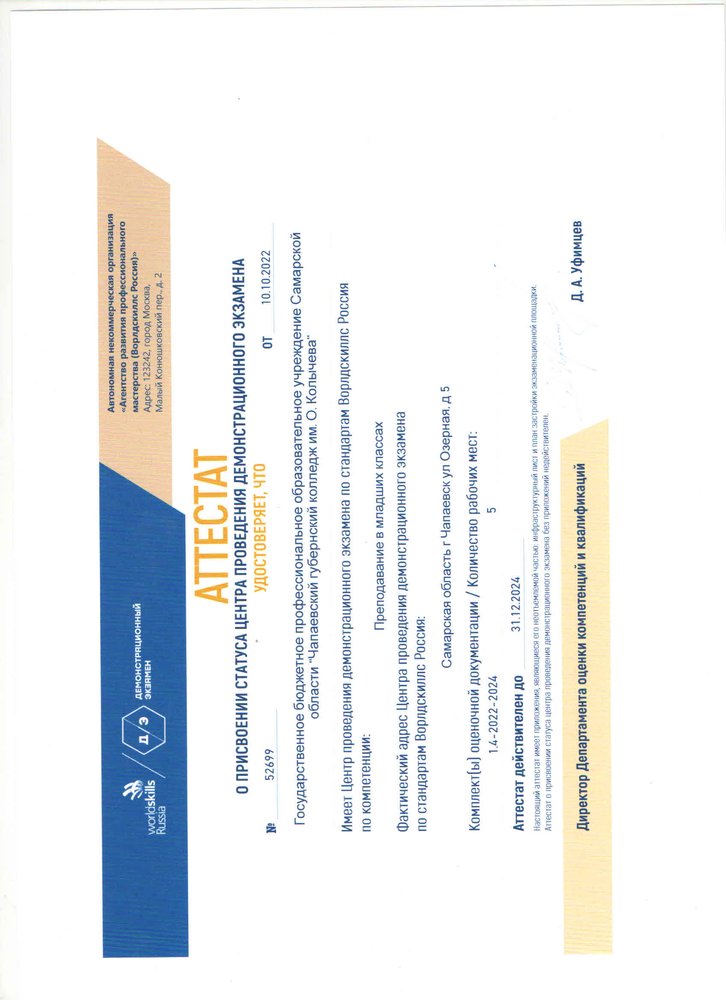 worldskills
Russia
Д/Э
ДЕМОНСТРАЦИОННЫЙ
ЭКЗАМЕН
Автономная некоммерческая организация
«Агентство развития профессионального
мастерства (Ворлдскиллс Россия)»
Адрес: 123242, город Москва,
Малый Конюшковский пер., д. 2
АТТЕСТАТ
О ПРИСВОЕНИИ СТАТУСА ЦЕНТРА ПРОВЕДЕНИЯ ДЕМОНСТРАЦИОННОГО ЭКЗАМЕНА
УДОСТОВЕРЯЕТ, ЧТО
№ 52699 ОТ 10.10.2022
Государственное бюджетное профессиональное образовательное учреждение Самарской
области "Чапаевский губернский колледж им. О. Колычева"
Имеет Центр проведения демонстрационного экзамена по стандартам Ворлдскиллс Россия
по компетенции:
Преподавание в младших классах
Фактический адрес Центра проведения демонстрационного экзамена
по стандартам Ворлдскиллс Россия:
Самарская область г Чапаевск ул Озерная, д 5
Комплект(ы) оценочной документации / Количество рабочих мест:
1.4-2022-2024 5
Аттестат действителен до 31.12.2024
Настоящий аттестат имеет приложения, являющиеся его неотъемлемой частью: инфраструктурный лист и план застройки экзаменационной площадки.
Аттестат о присвоении статуса центра проведения демонстрационного экзамена без приложений недействителен.
Директор Департамента оценки компетенций и квалификаций Д. А. Уфимцев